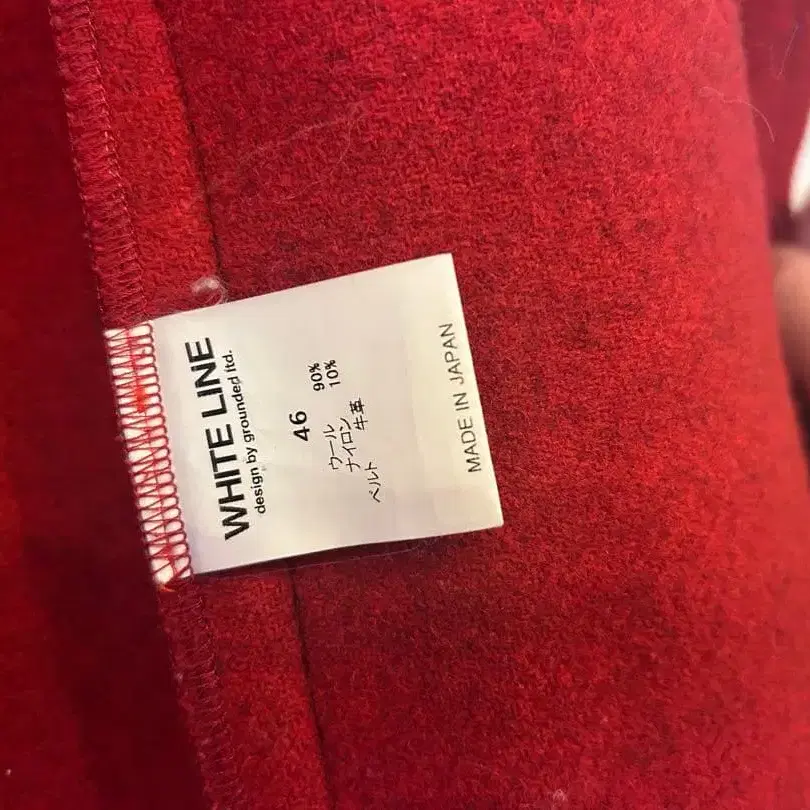 WHITE LINE
design by grounded ltd.
46
ウール 90%
ナイロン 10%
ベルト 牛革
MADE IN JAPAN